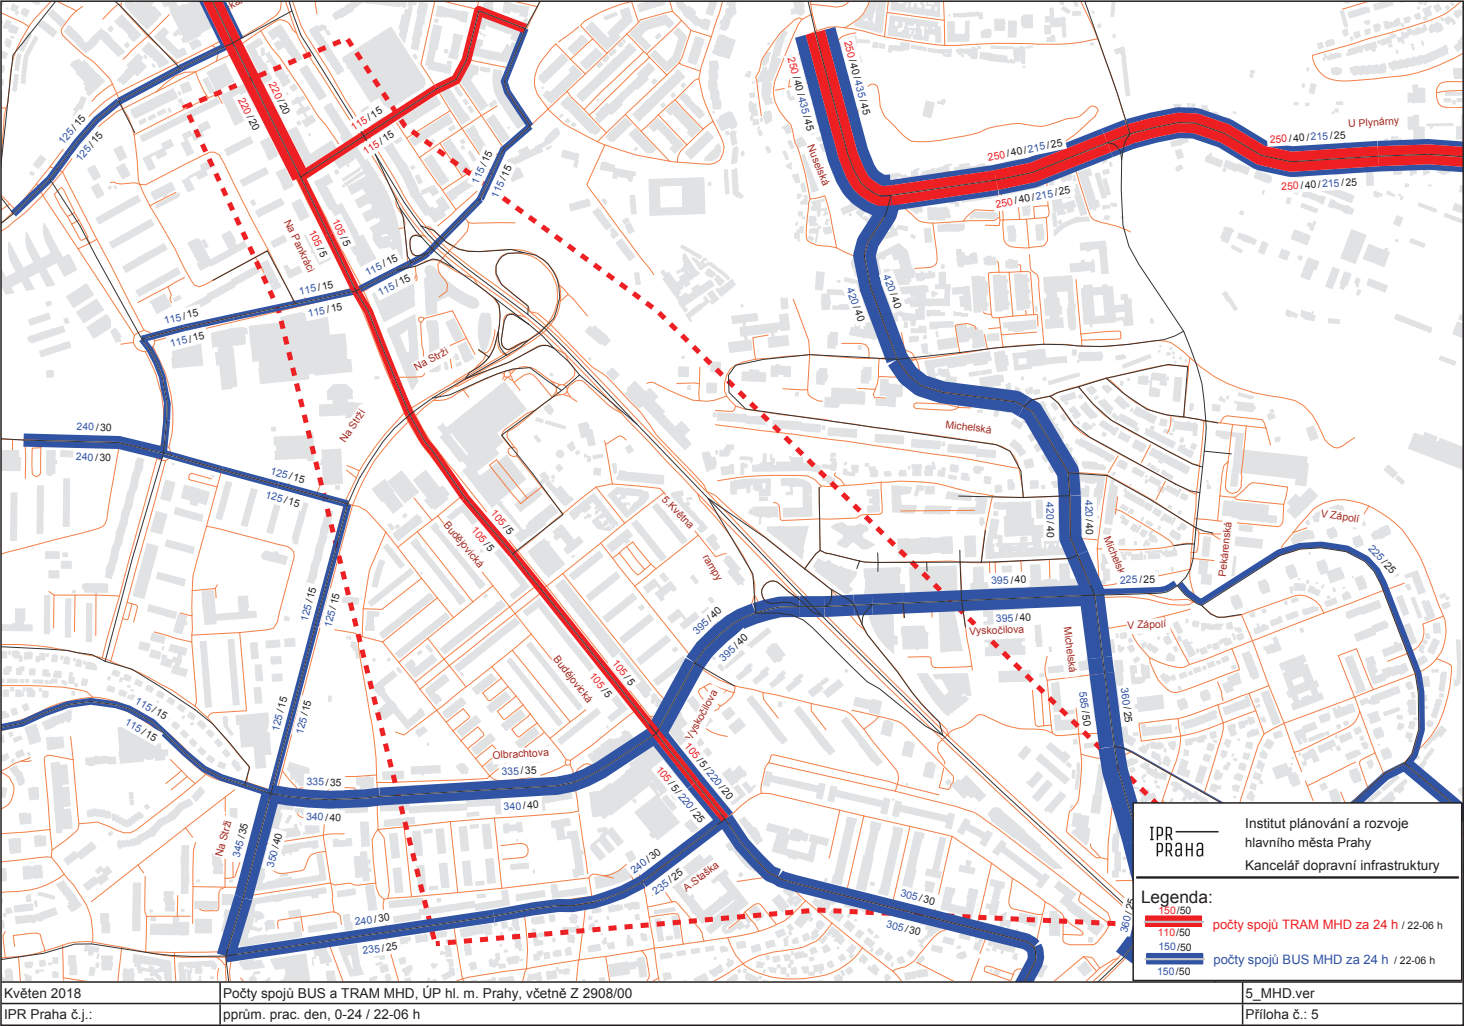 220/20
220/20
115/15
115/15
125/15
125/15
115/15
115/15
Na Pankráci
105/5
105/5
115/15
115/15
115/15
115/15
115/15
115/15
Na Strži
Na Strži
250/40/435/45
250/40/435/45
Nuselská
250/40/215/25
250/40/215/25
U Plynárny
250/40/215/25
250/40/215/25
420/40
420/40
Michelská
240/30
240/30
125/15
125/15
105/5
105/5
Budějovická
5.Května
rampy
420/40
420/40
Michelsk
Pekárenská
V Zápolí
225/25
395/40
395/40
225/25
Vyskočilova
V Zápolí
Michelská
125/15
125/15
395/40
395/40
Budějovická
105/5
105/5
585/50
360/25
125/15
125/15
115/15
115/15
Vyskočilova
Olbrachtova
335/35
340/40
335/35
340/40
105/5/220/20
105/5/220/25
Na Strži
345/35
350/40
240/30
235/25
A.Staška
240/30
235/25
305/30
305/30
360/25
IPR
PRAHA
Institut plánování a rozvoje
hlavního města Prahy
Kancelář dopravní infrastruktury
Legenda:
150/50
110/50
počty spojů TRAM MHD za 24 h / 22-06 h
150/50
150/50
počty spojů BUS MHD za 24 h / 22-06 h
Květen 2018
Počty spojů BUS a TRAM MHD, ÚP hl. m. Prahy, včetně Z 2908/00
5_MHD.ver
IPR Praha č.j.:
pprům. prac. den, 0-24 / 22-06 h
Příloha č.: 5